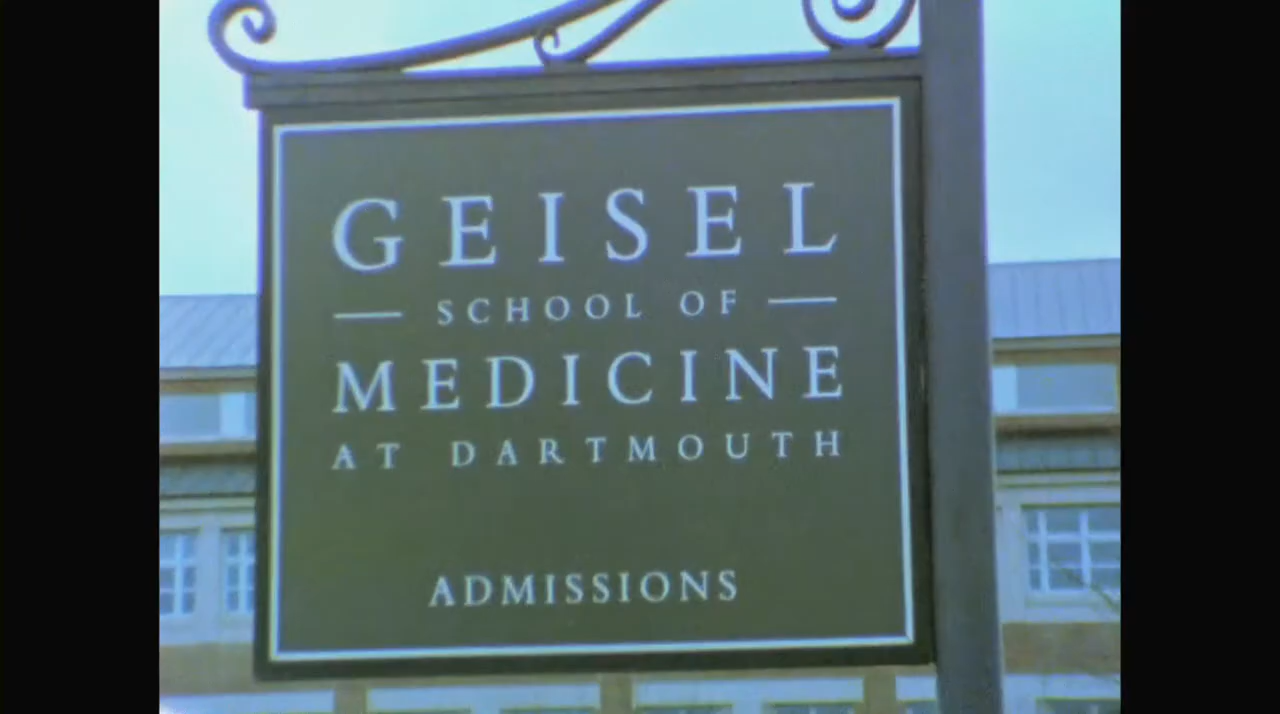 GEISEL
SCHOOL OF
MEDICINE
AT DARTMOUTH
ADMISSIONS